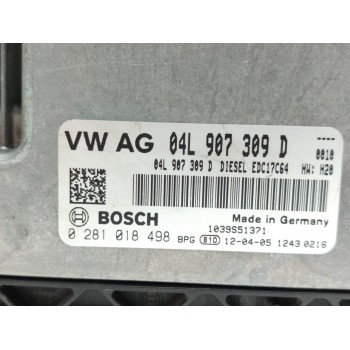 VW AG 04L 907 309 D ----
0010
04L 907 309 D DIESEL EDC17C64 HW: H20
BOSCH Made in Germany
1039S51371
0 281 018 498 BPG 810 12-04-05 1243 0216